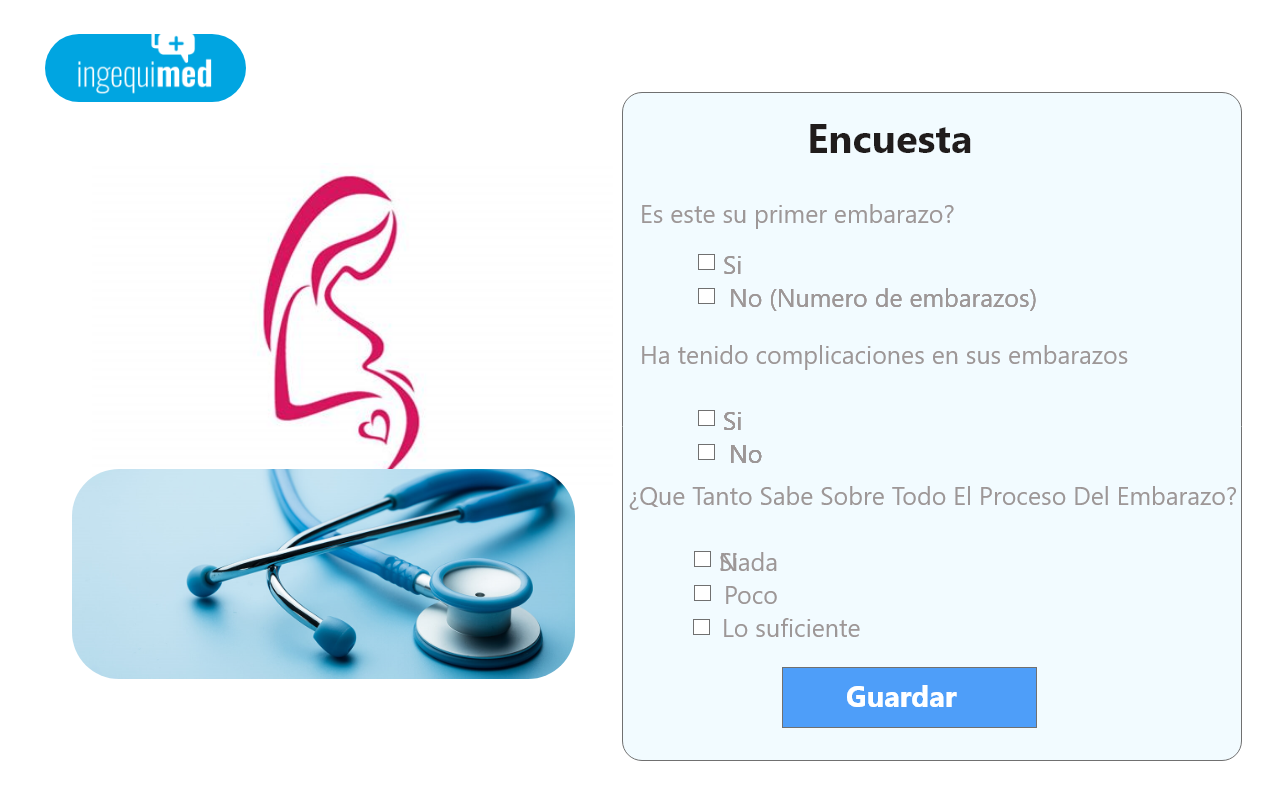 ingequimed
Encuesta
Es este su primer embarazo?
Si
No (Numero de embarazos)
Ha tenido complicaciones en sus embarazos
Si
No
¿Que Tanto Sabe Sobre Todo El Proceso Del Embarazo?
Nada
Poco
Lo suficiente
Guardar